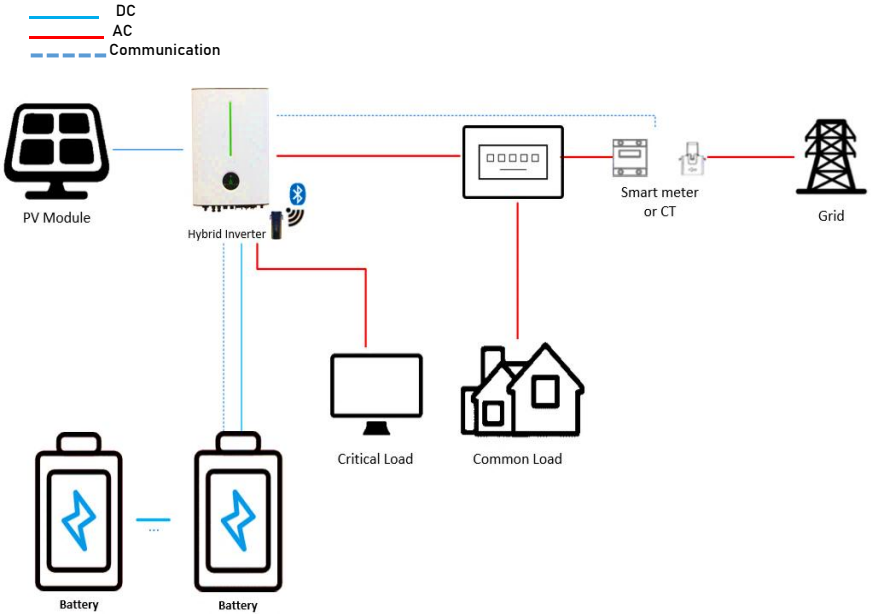 DC
AC
Communication
PV Module
Hybrid Inverter
Smart meter
or CT
Grid
Critical Load
Common Load
...
Battery
Battery